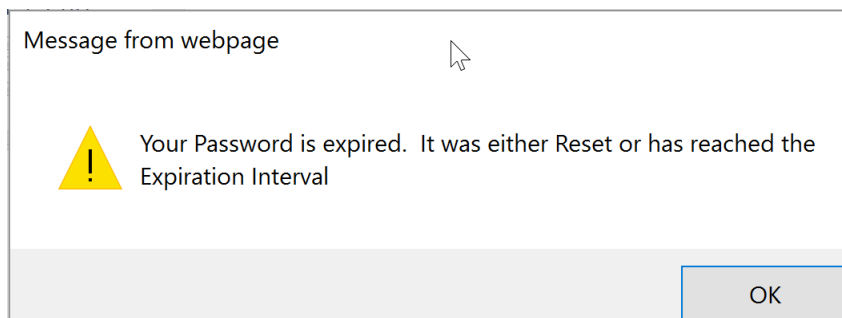 Message from webpage
Your Password is expired.  It was either Reset or has reached the
Expiration Interval
OK